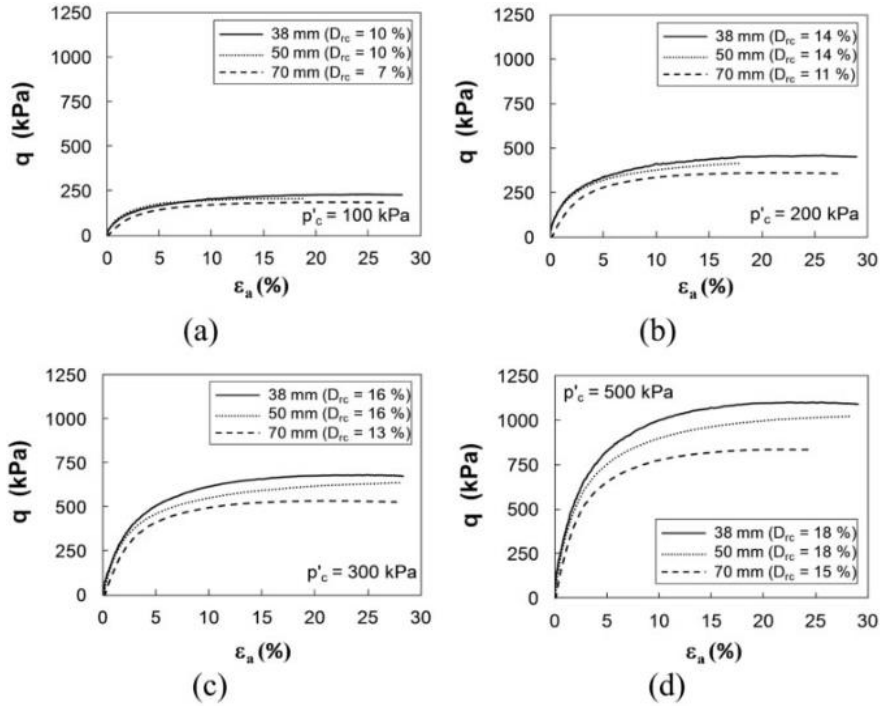 1250
1000
750
500
250
0
q (kPa)
38 mm (Drc = 10 %)
50 mm (Drc = 10 %)
70 mm (Drc = 7 %)
p'c = 100 kPa
0 5 10 15 20 25 30
εa (%)
(a)
1250
1000
750
500
250
0
q (kPa)
38 mm (Drc = 14 %)
50 mm (Drc = 14 %)
70 mm (Drc = 11 %)
p'c = 200 kPa
0 5 10 15 20 25 30
εa (%)
(b)
1250
1000
750
500
250
0
q (kPa)
38 mm (Drc = 16 %)
50 mm (Drc = 16 %)
70 mm (Drc = 13 %)
p'c = 300 kPa
0 5 10 15 20 25 30
εa (%)
(c)
1250
1000
750
500
250
0
q (kPa)
p'c = 500 kPa
38 mm (Drc = 18 %)
50 mm (Drc = 18 %)
70 mm (Drc = 15 %)
0 5 10 15 20 25 30
εa (%)
(d)